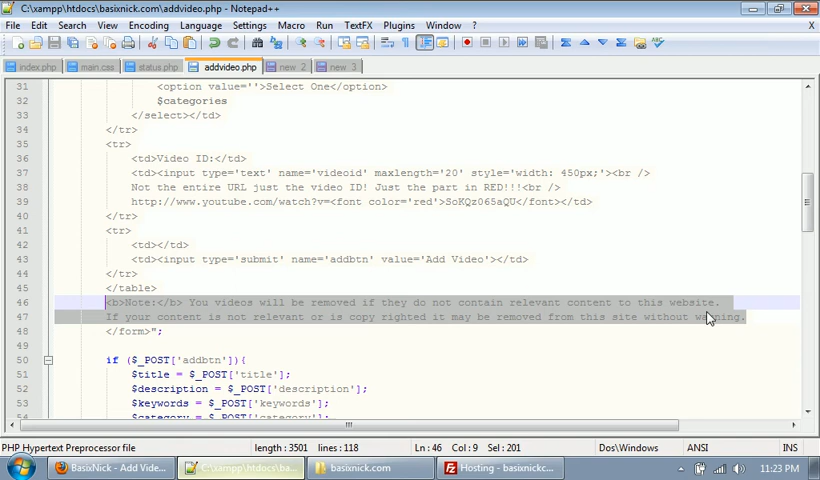 C:\xampp\htdocs\basixnick.com\addvideo.php - Notepad++
File Edit Search View Encoding Language Settings Macro Run TextFX Plugins Window ? X
index.php main.css status.php addvideo.php new 2 new 3
31 <option value=''>Select One</option>
32 $categories
33 </select></td>
34 </tr>
35 <tr>
36 <td>Video ID:</td>
37 <td><input type='text' name='videoid' maxlength='20' style='width: 450px;'><br />
38 Not the entire URL just the video ID! Just the part in RED!!!<br />
39 http://www.youtube.com/watch?v=<font color='red'>SoKQz065aQU</font></td>
40 </tr>
41 <tr>
42 <td></td>
43 <td><input type='submit' name='addbtn' value='Add Video'></td>
44 </tr>
45 </table>
46 <b>Note:</b> You videos will be removed if they do not contain relevant content to this website.
47 If your content is not relevant or is copy righted it may be removed from this site without warning.
48 </form>";
49
50 if ($_POST['addbtn']){
51 $title = $_POST['title'];
52 $description = $_POST['description'];
53 $keywords = $_POST['keywords'];
54 $category = $_POST['category'];
PHP Hypertext Preprocessor file length : 3501 lines : 118 Ln : 46 Col : 9 Sel : 201 Dos\Windows ANSI INS
BasixNick - Add Vide... C:\xampp\htdocs\ba... basixnick.com Hosting - basixnickc... 11:23 PM